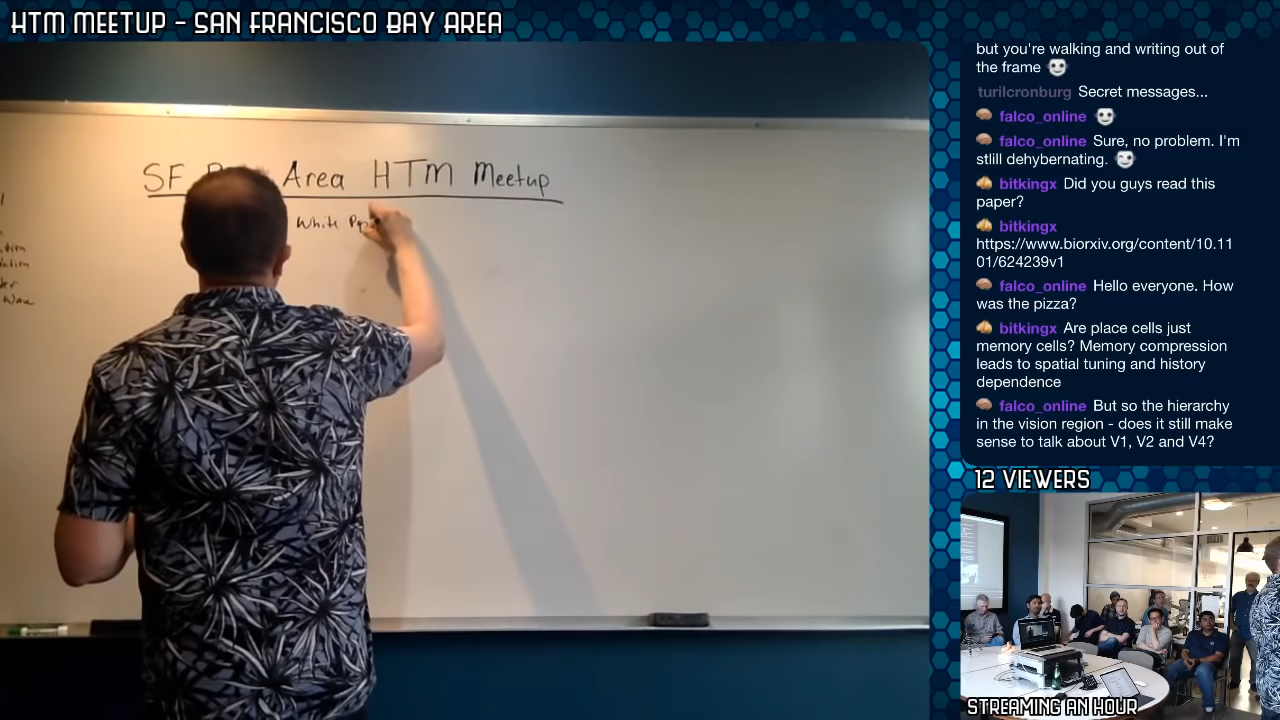 HTM MEETUP - SAN FRANCISCO BAY AREA
SF Area HTM Meetup
White
but you're walking and writing out of
the frame
turilcronburg Secret messages...
falco_online
falco_online Sure, no problem. I'm
stlill dehybernating.
bitkingx Did you guys read this
paper?
bitkingx
https://www.biorxiv.org/content/10.11
01/624239v1
falco_online Hello everyone. How
was the pizza?
bitkingx Are place cells just
memory cells? Memory compression
leads to spatial tuning and history
dependence
falco_online But so the hierarchy
in the vision region - does it still make
sense to talk about V1, V2 and V4?
12 VIEWERS
STREAMING AN HOUR